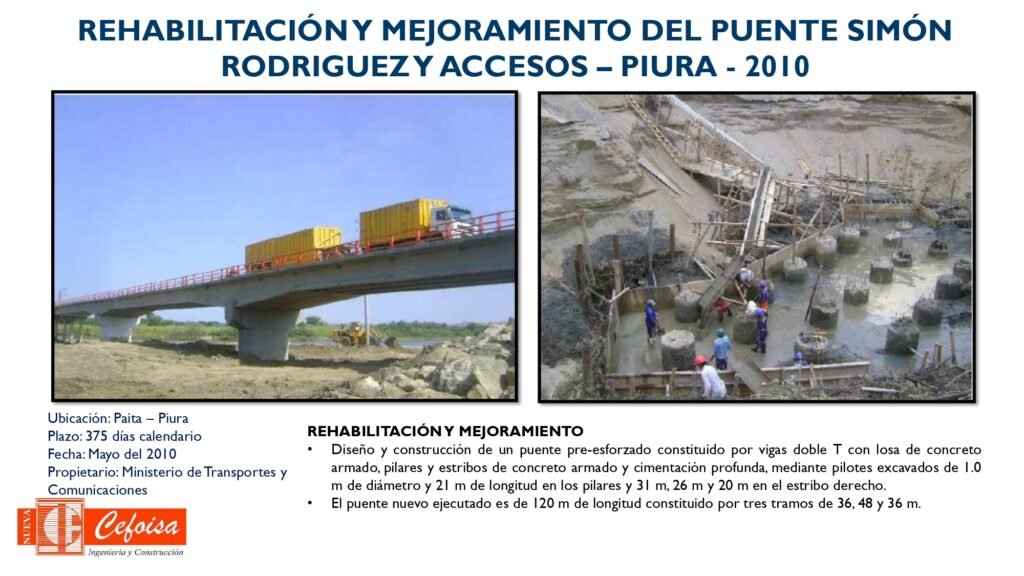 REHABILITACIÓN Y MEJORAMIENTO DEL PUENTE SIMÓN
RODRIGUEZ Y ACCESOS – PIURA - 2010
Ubicación: Paita – Piura
Plazo: 375 días calendario
Fecha: Mayo del 2010
Propietario: Ministerio de Transportes y
Comunicaciones
REHABILITACIÓN Y MEJORAMIENTO
• Diseño y construcción de un puente pre-esforzado constituido por vigas doble T con losa de concreto
armado, pilares y estribos de concreto armado y cimentación profunda, mediante pilotes excavados de 1.0
m de diámetro y 21 m de longitud en los pilares y 31 m, 26 m y 20 m en el estribo derecho.
• El puente nuevo ejecutado es de 120 m de longitud constituido por tres tramos de 36, 48 y 36 m.
NUEVA
Cefoisa
Ingeniería y Construcción